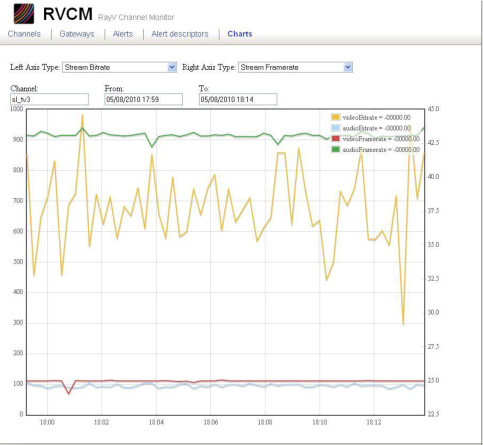 RVCM RayV Channel Monitor
Channels Gateways Alerts Alert descriptors Charts
Left Axis Type: Stream Bitrate Right Axis Type: Stream Framerate
Channel: From: To:
sl_tv3 05/08/2010 17:59 05/08/2010 18:14
1000 45.0
videoBitrate = -00000.00
audioBitrate = -00000.00
videoFramerate = -00000.00
audioFramerate = -00000.00
900 42.5
800 40.0
700 37.5
600 35.0
500
400 32.5
300 30.0
200 27.5
100 25.0
0 22.5
18:00 18:02 18:04 18:06 18:08 18:10 18:12